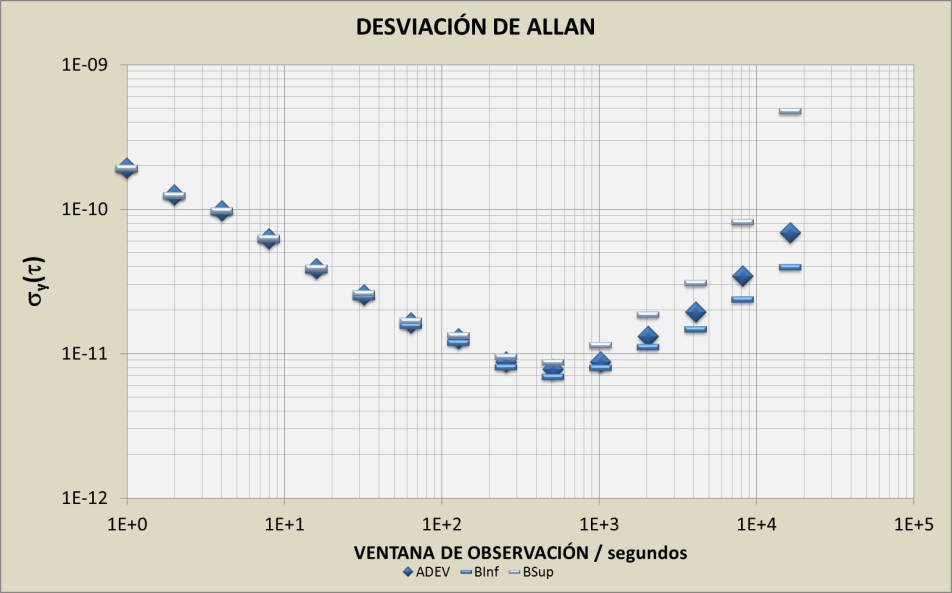 DESVIACIÓN DE ALLAN
1E-09
1E-10
1E-11
1E-12
σy(τ)
1E+0 1E+1 1E+2 1E+3 1E+4 1E+5
VENTANA DE OBSERVACIÓN / segundos
ADEV BInf BSup